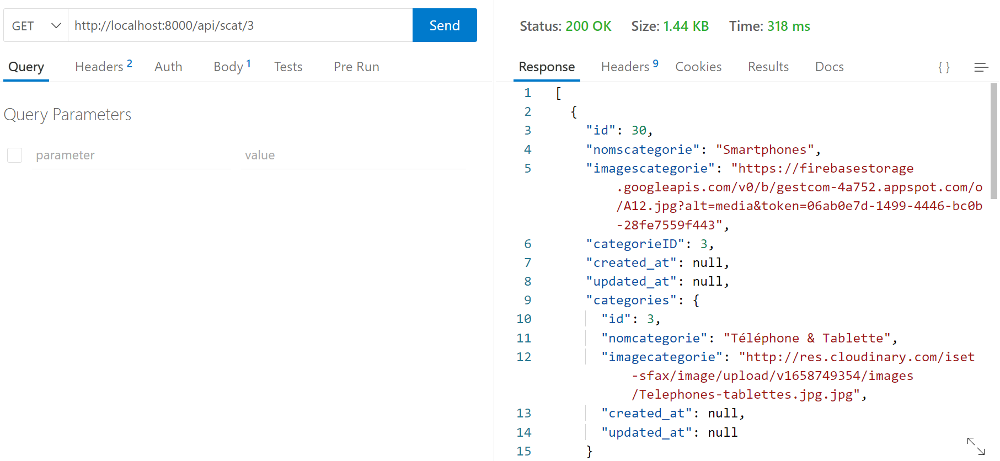 GET http://localhost:8000/api/scat/3 Send
Query Headers 2 Auth Body 1 Tests Pre Run
Query Parameters
parameter value
Status: 200 OK Size: 1.44 KB Time: 318 ms
Response Headers 9 Cookies Results Docs { }
1 [
2 {
3 "id": 30,
4 "nomscategorie": "Smartphones",
5 "imagescategorie": "https://firebasestorage
.googleapis.com/v0/b/gestcom-4a752.appspot.com/o
/A12.jpg?alt=media&token=06ab0e7d-1499-4446-bc0b
-28fe7559f443",
6 "categorieID": 3,
7 "created_at": null,
8 "updated_at": null,
9 "categories": {
10 "id": 3,
11 "nomcategorie": "Téléphone & Tablette",
12 "imagecategorie": "http://res.cloudinary.com/iset
-sfax/image/upload/v1658749354/images
/Telephones-tablettes.jpg.jpg",
13 "created_at": null,
14 "updated_at": null
15 }